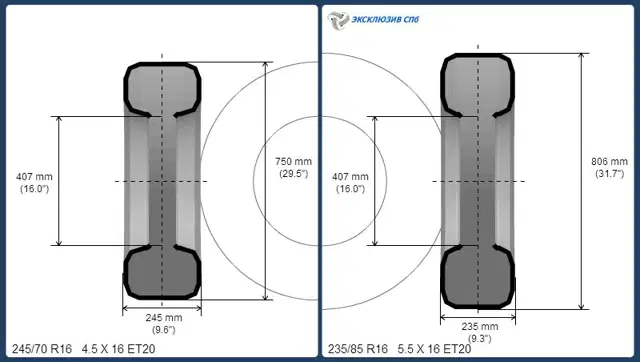 ЭКСКЛЮЗИВ СПб
407 mm
(16.0")
750 mm
(29.5")
245 mm
(9.6")
245/70 R16 4.5 X 16 ET20
407 mm
(16.0")
806 mm
(31.7")
235 mm
(9.3")
235/85 R16 5.5 X 16 ET20